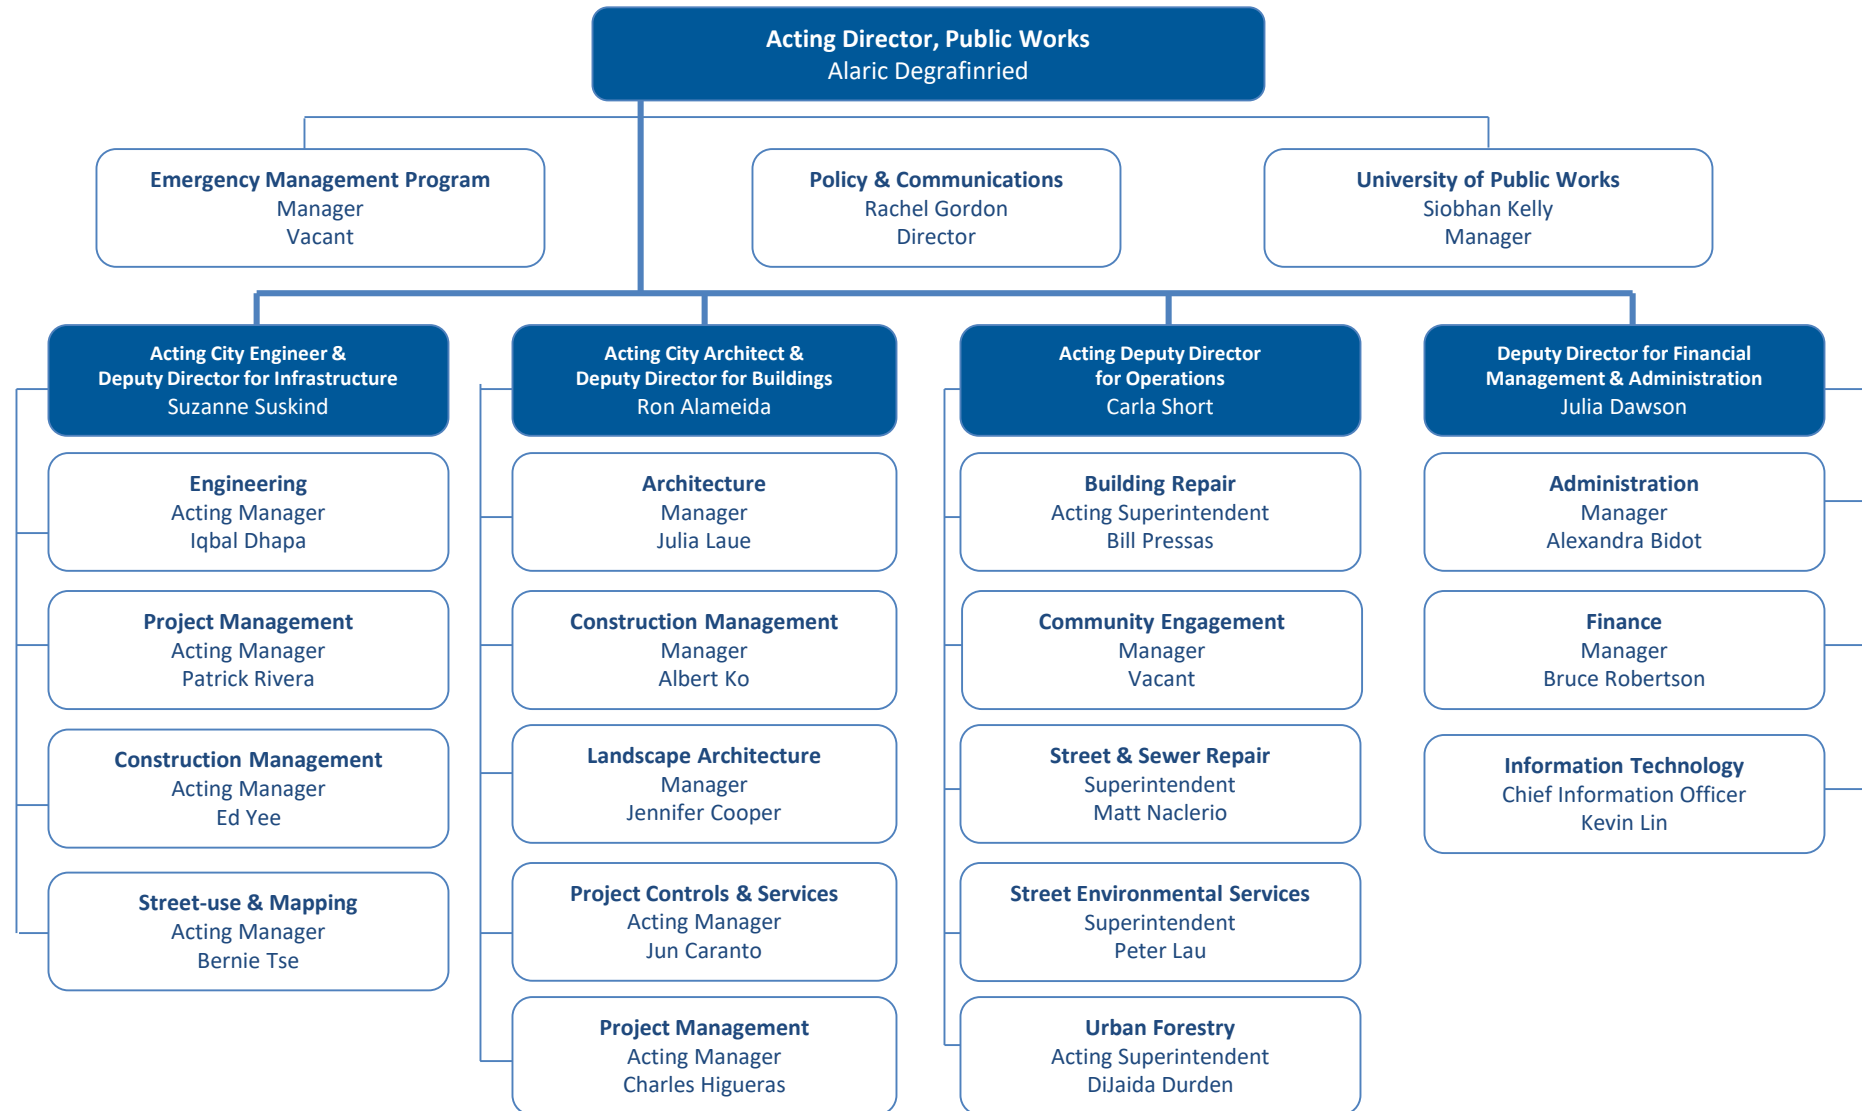 Acting Director, Public Works
Alaric Degrafinried
Emergency Management Program
Manager
Vacant
Policy & Communications
Rachel Gordon
Director
University of Public Works
Siobhan Kelly
Manager
Acting City Engineer &
Deputy Director for Infrastructure
Suzanne Suskind
Engineering
Acting Manager
Iqbal Dhapa
Project Management
Acting Manager
Patrick Rivera
Construction Management
Acting Manager
Ed Yee
Street-use & Mapping
Acting Manager
Bernie Tse
Acting City Architect &
Deputy Director for Buildings
Ron Alameida
Architecture
Manager
Julia Laue
Construction Management
Manager
Albert Ko
Landscape Architecture
Manager
Jennifer Cooper
Project Controls & Services
Acting Manager
Jun Caranto
Project Management
Acting Manager
Charles Higueras
Acting Deputy Director
for Operations
Carla Short
Building Repair
Acting Superintendent
Bill Pressas
Community Engagement
Manager
Vacant
Street & Sewer Repair
Superintendent
Matt Naclerio
Street Environmental Services
Superintendent
Peter Lau
Urban Forestry
Acting Superintendent
DiJaida Durden
Deputy Director for Financial
Management & Administration
Julia Dawson
Administration
Manager
Alexandra Bidot
Finance
Manager
Bruce Robertson
Information Technology
Chief Information Officer
Kevin Lin